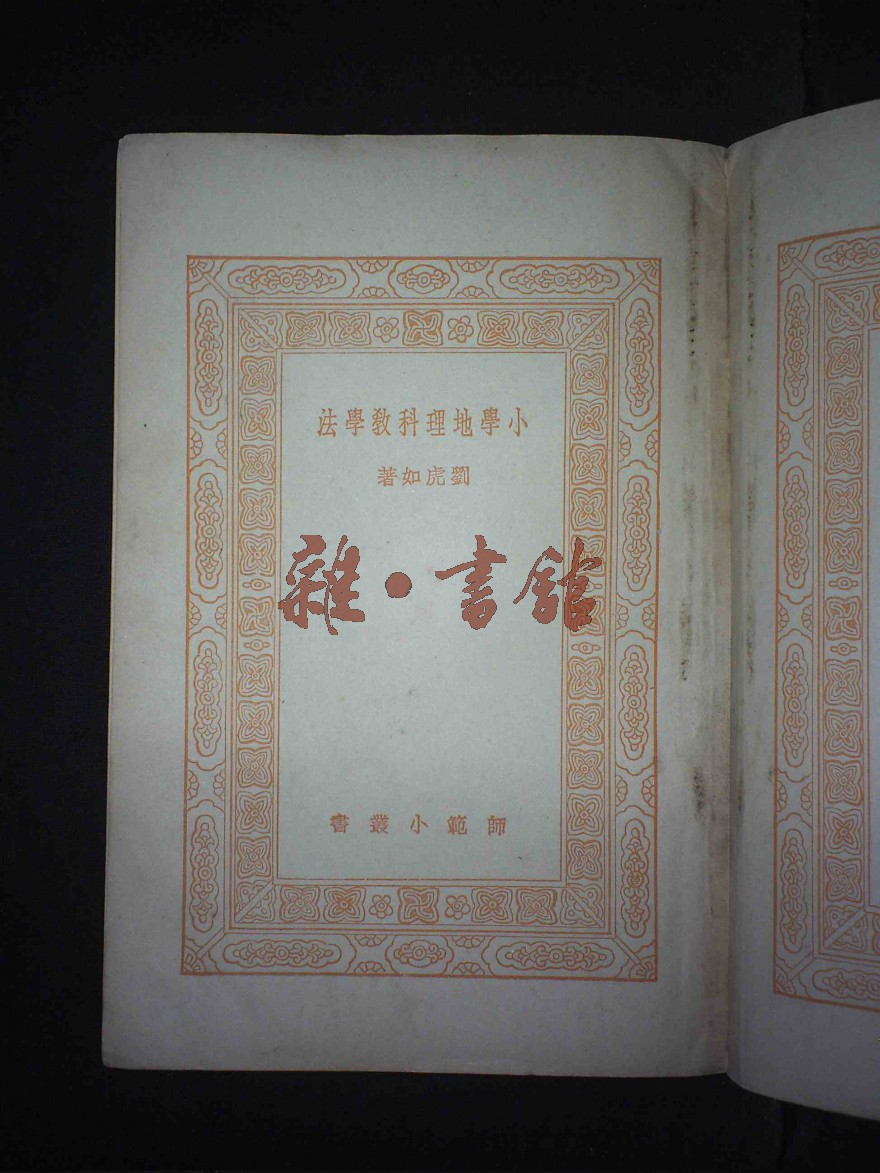 小學地理科教學法
劉虎如著
雜·書館
師範小叢書